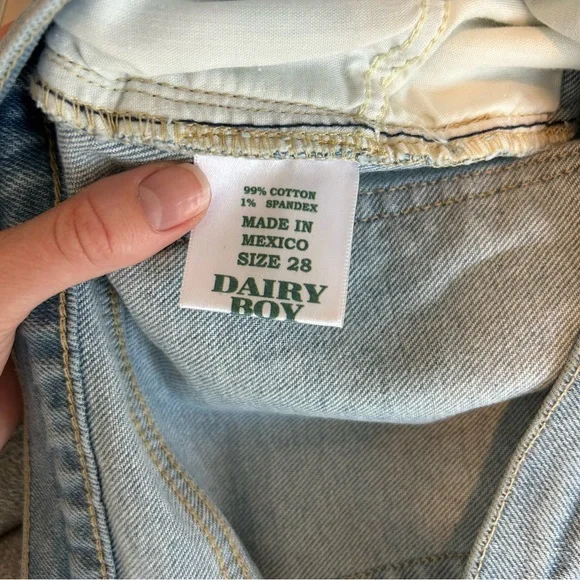 99% COTTON
1% SPANDEX
MADE IN
MEXICO
SIZE 28
DAIRY
BOY